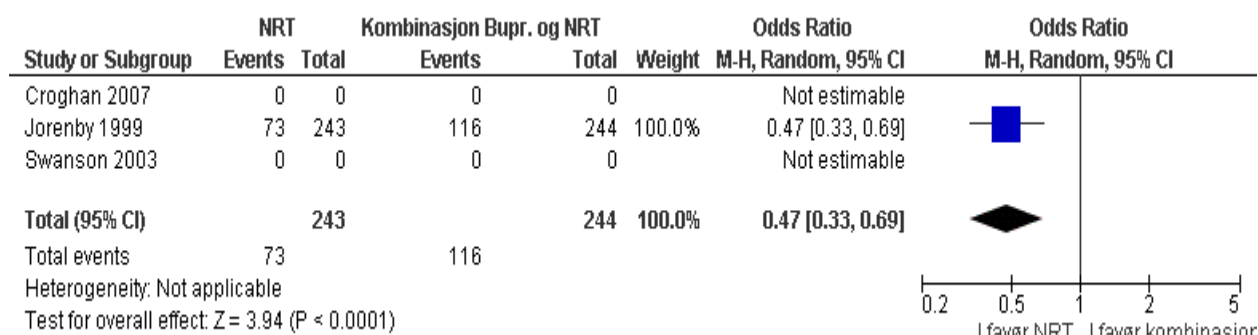 NRT Kombinasjon Bupr. og NRT Odds Ratio Odds Ratio
Study or Subgroup Events Total Events Total Weight M-H, Random, 95% CI M-H, Random, 95% CI
Croghan 2007 0 0 0 0 Not estimable
Jorenby 1999 73 243 116 244 100.0% 0.47 [0.33, 0.69]
Swanson 2003 0 0 0 0 Not estimable
Total (95% CI) 243 244 100.0% 0.47 [0.33, 0.69]
Total events 73 116
Heterogeneity: Not applicable
Test for overall effect: Z = 3.94 (P < 0.0001)
0.2 0.5 1 2 5
I favør NRT I favør kombinasjon